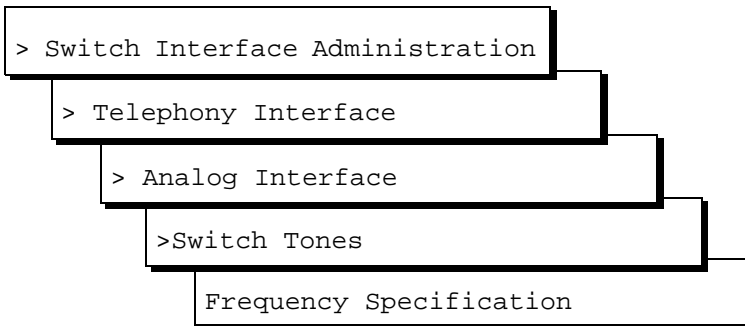 > Switch Interface Administration
> Telephony Interface
> Analog Interface
>Switch Tones
Frequency Specification